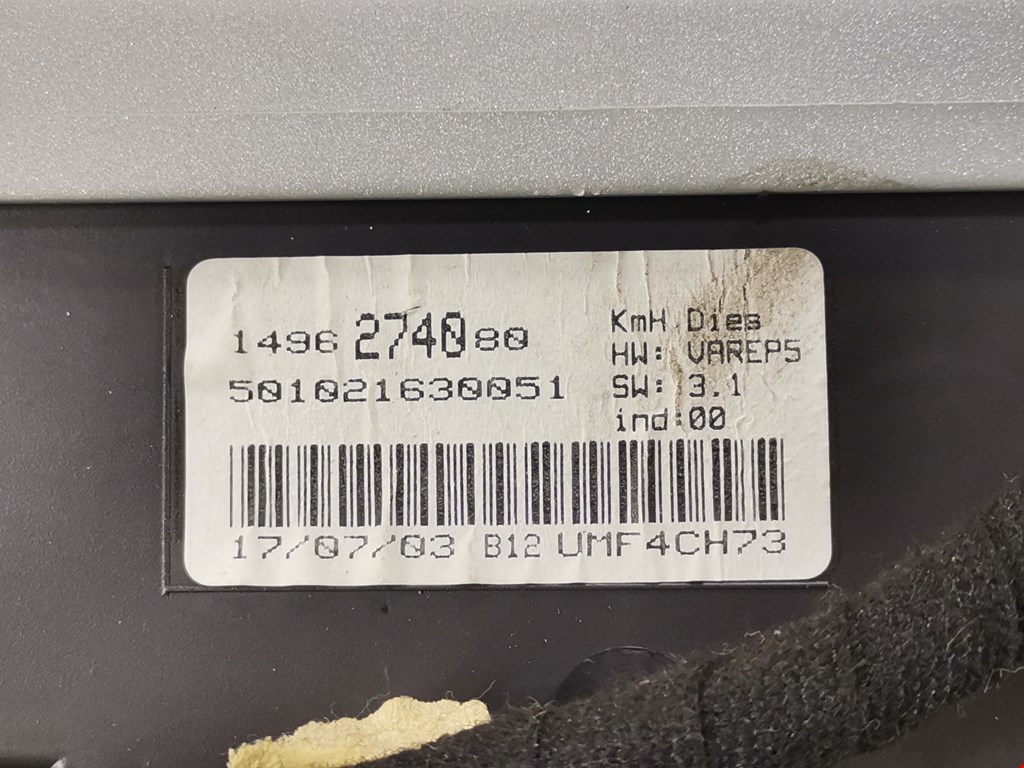 1496 2740 80
501021630051
KmH Dies
HW: VAREP5
SW: 3.1
ind:00
17/07/03 B12 UMF4CH73